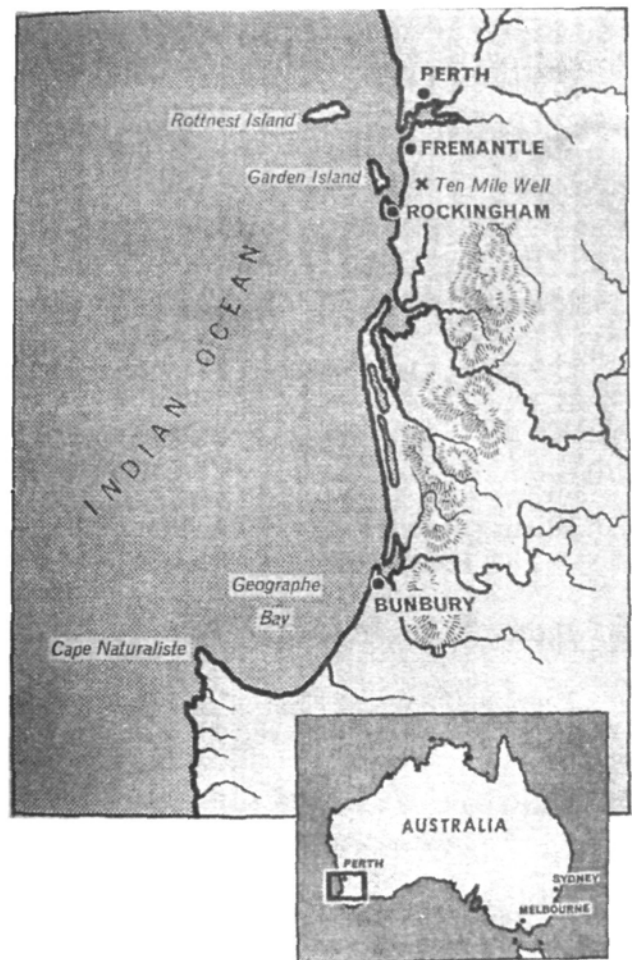 PERTH
Rottnest Island
FREMANTLE
Garden Island
Ten Mile Well
ROCKINGHAM
INDIAN OCEAN
Geographe
Bay
BUNBURY
Cape Naturaliste
AUSTRALIA
PERTH
SYDNEY
MELBOURNE